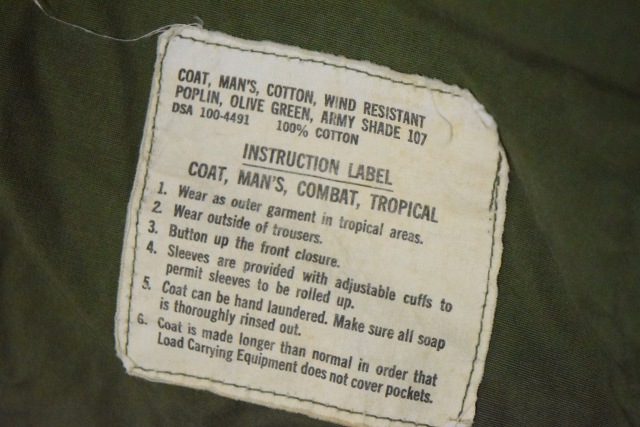 COAT, MAN'S, COTTON, WIND RESISTANT
POPLIN, OLIVE GREEN, ARMY SHADE 107
DSA 100-4491 100% COTTON
INSTRUCTION LABEL
COAT, MAN'S, COMBAT, TROPICAL
1. Wear as outer garment in tropical areas.
2. Wear outside of trousers.
3. Button up the front closure.
4. Sleeves are provided with adjustable cuffs to
permit sleeves to be rolled up.
5. Coat can be hand laundered. Make sure all soap
is thoroughly rinsed out.
6. Coat is made longer than normal in order that
Load Carrying Equipment does not cover pockets.